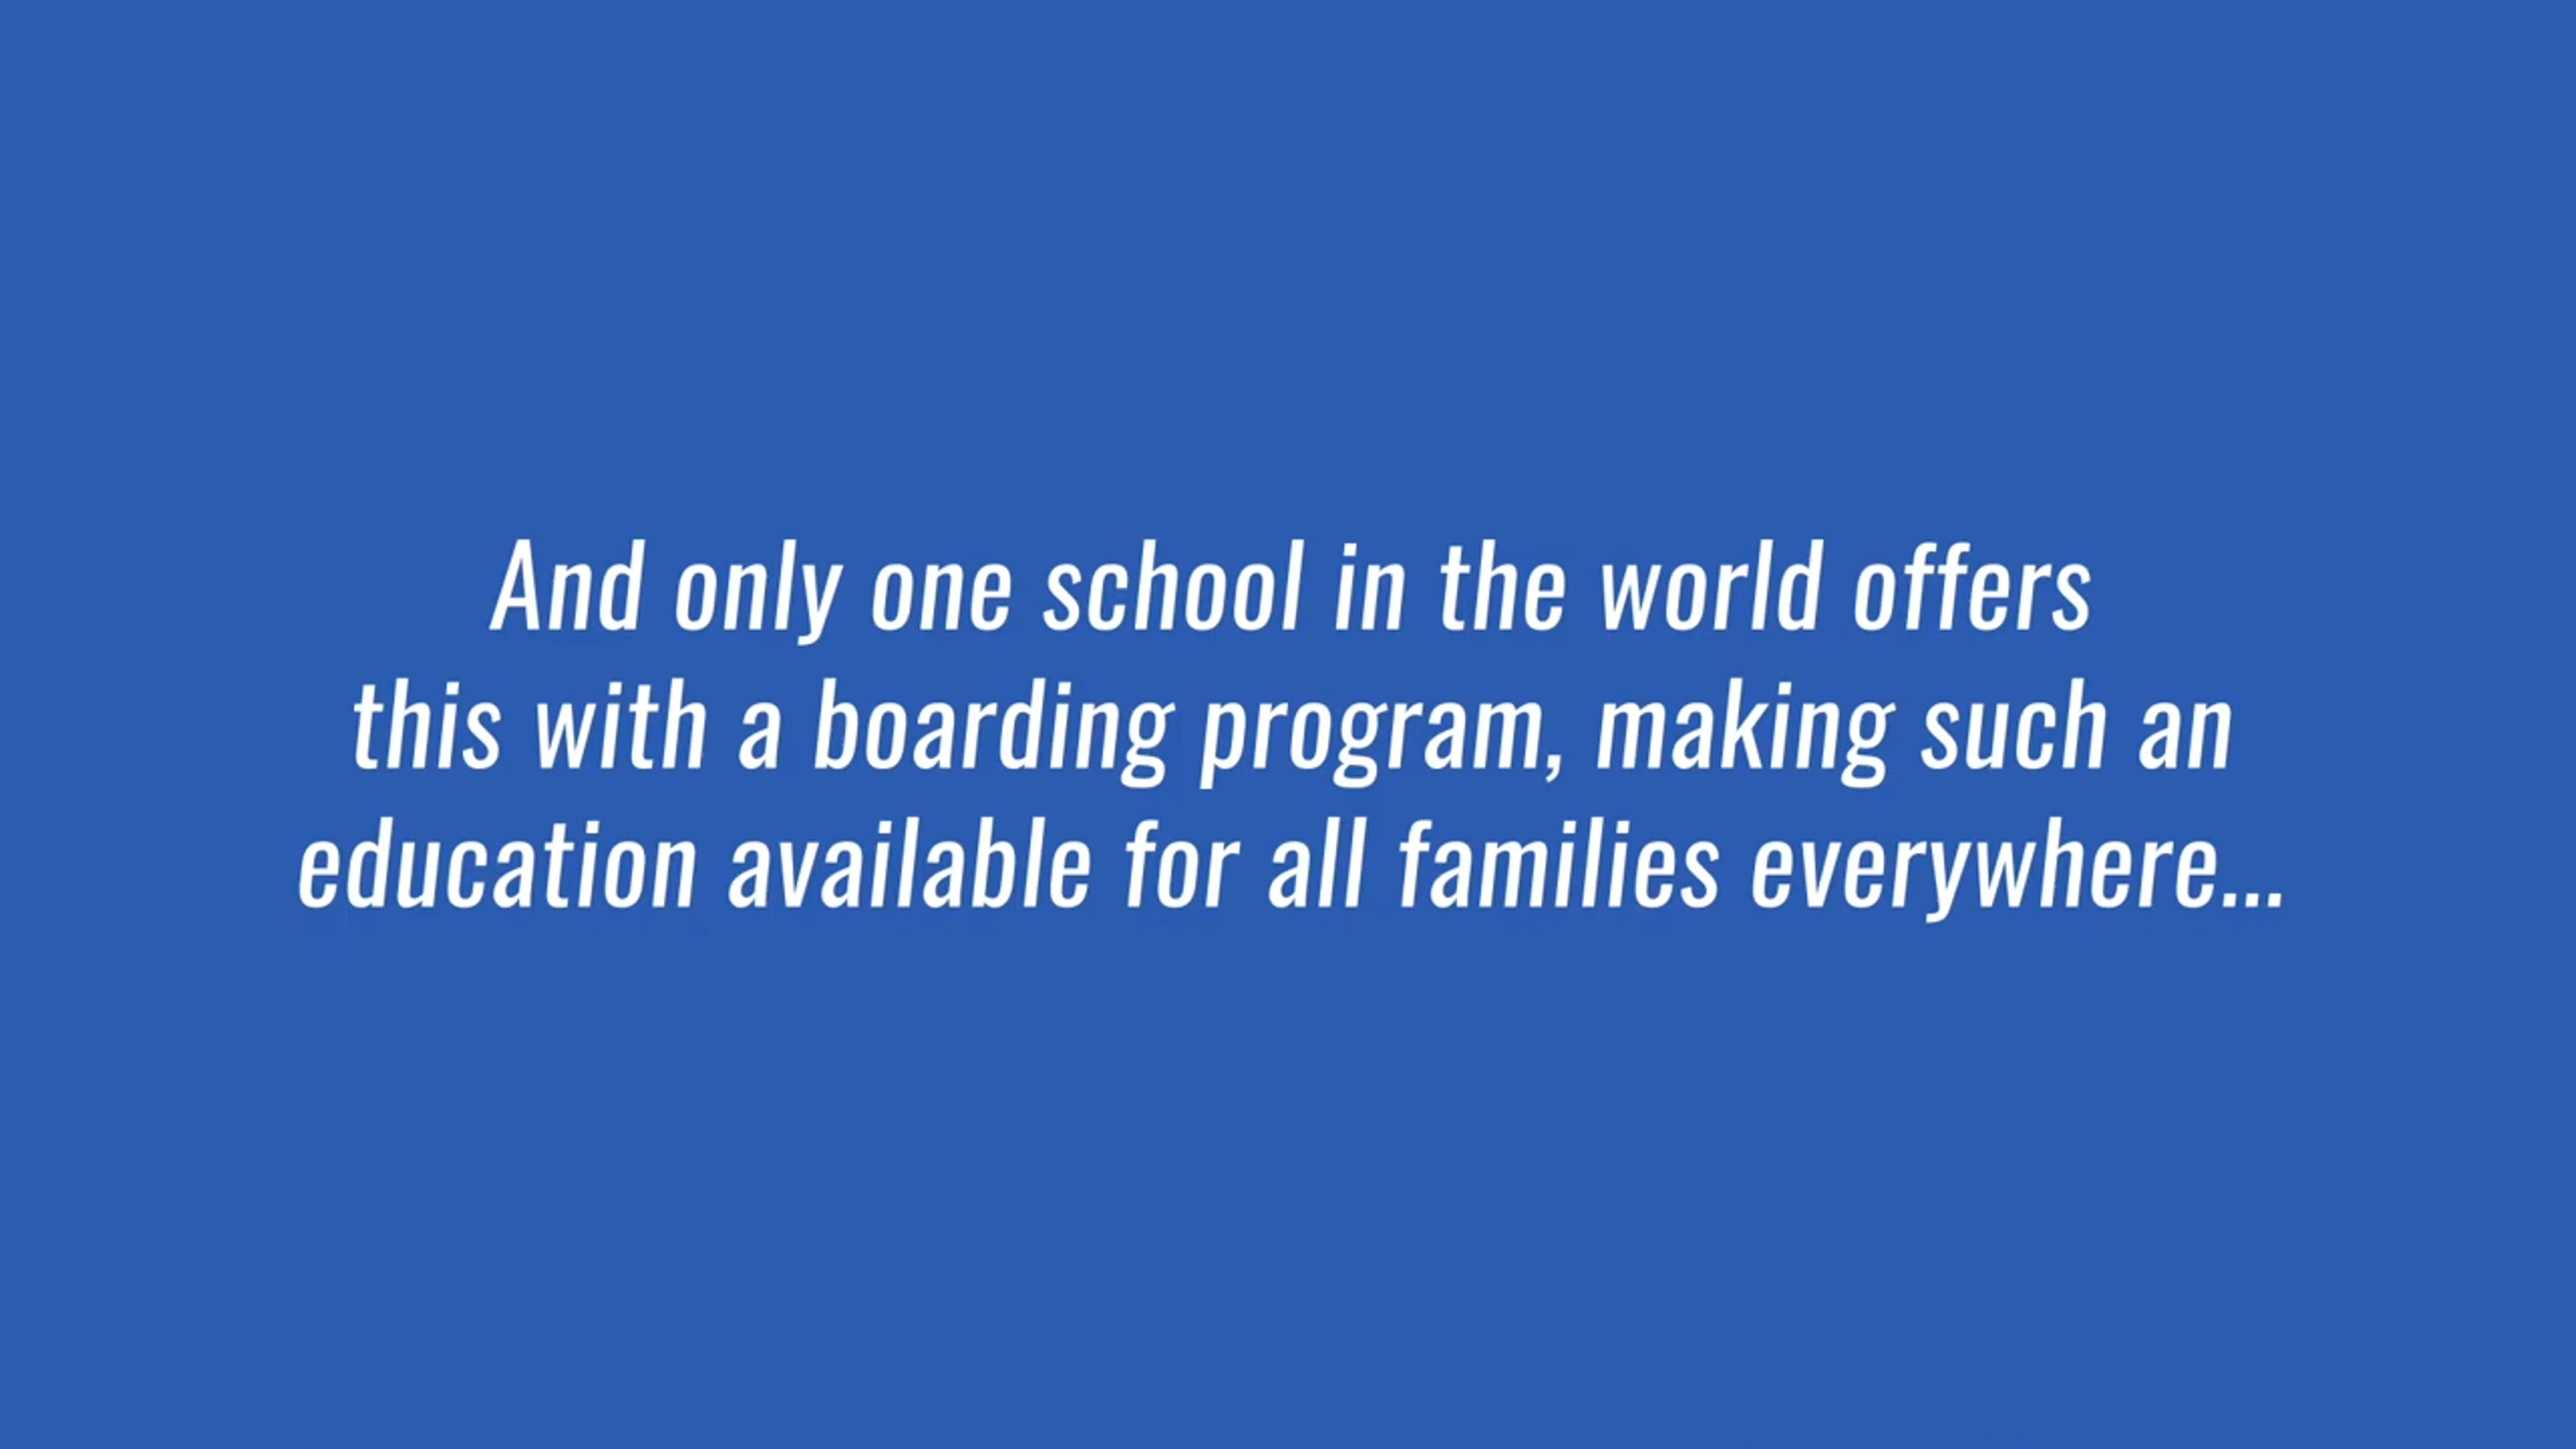 And only one school in the world offers
this with a boarding program, making such an
education available for all families everywhere...